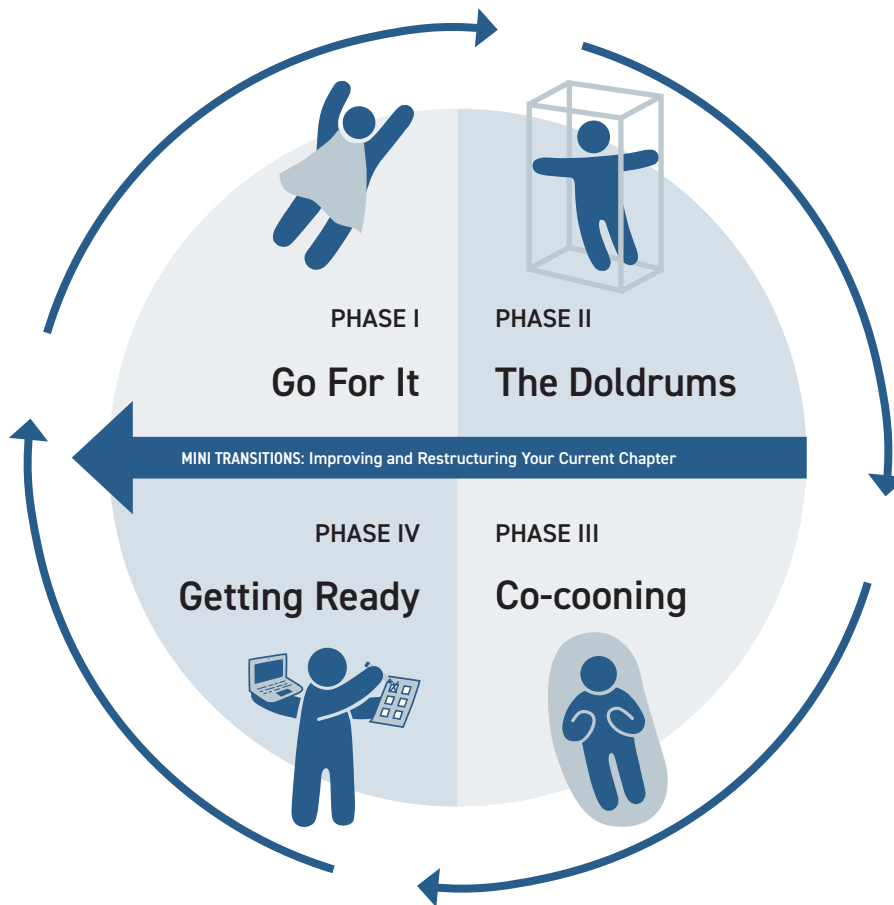 PHASE I
Go For It
PHASE II
The Doldrums
MINI TRANSITIONS: Improving and Restructuring Your Current Chapter
PHASE IV
Getting Ready
PHASE III
Co-cooning